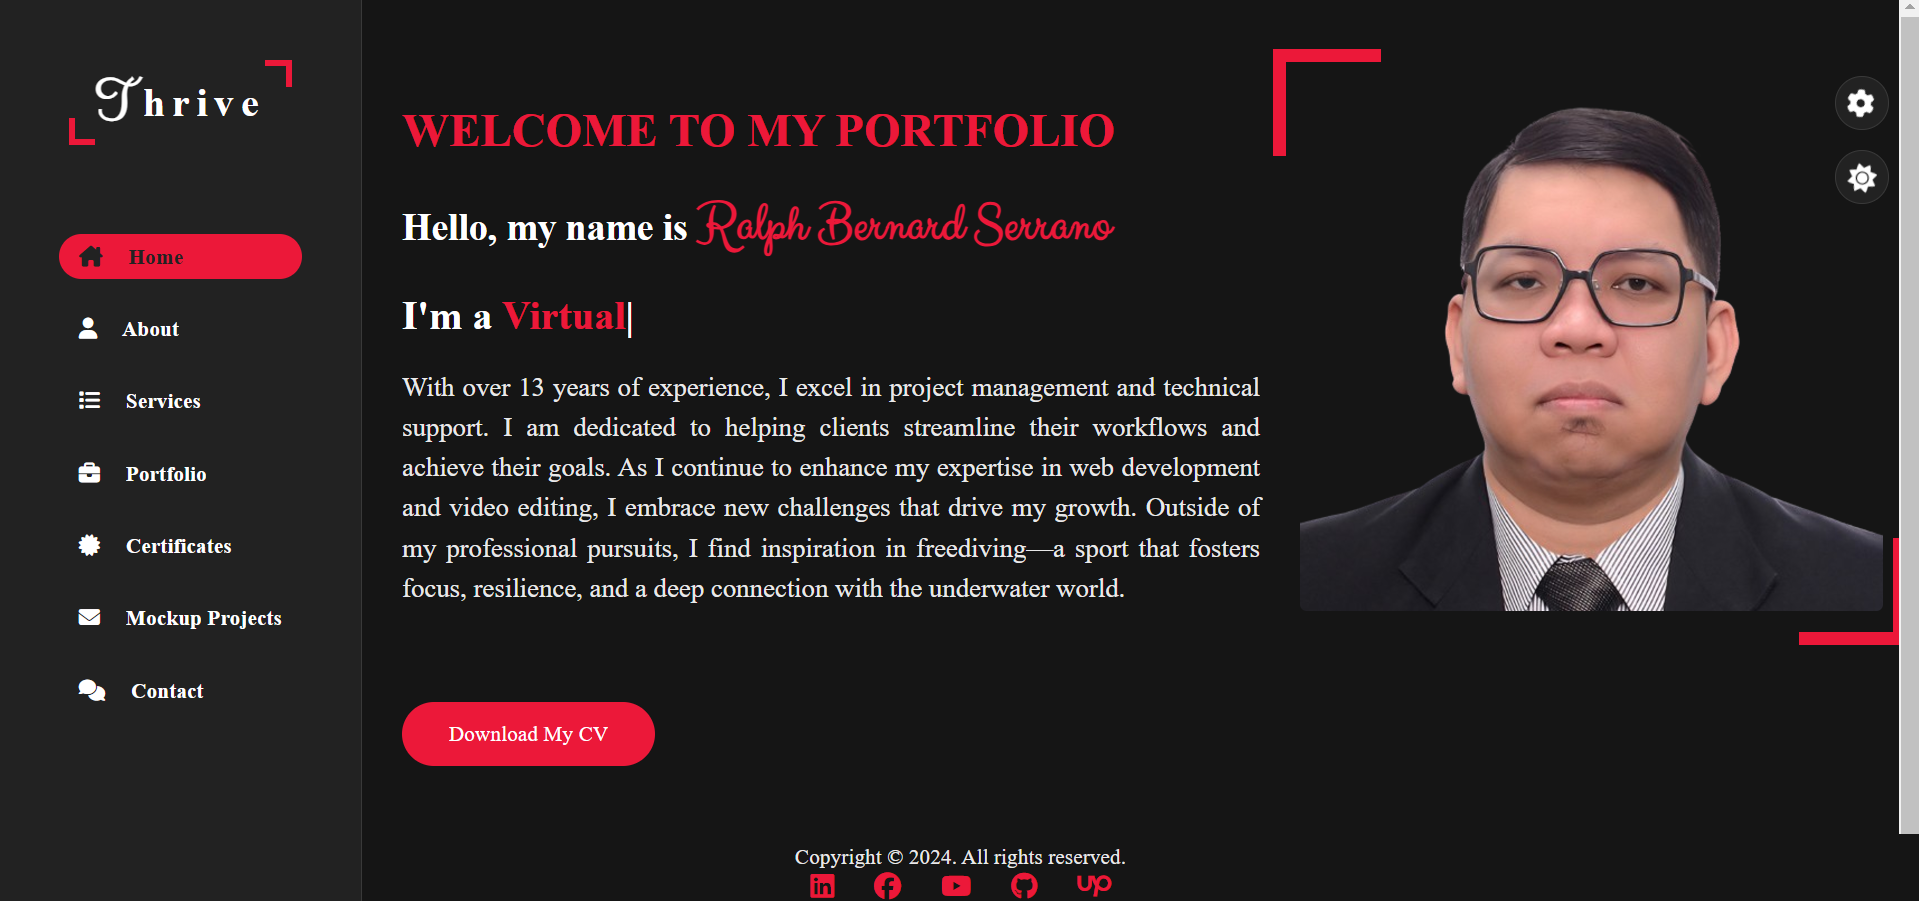 Thrive
Home
About
Services
Portfolio
Certificates
Mockup Projects
Contact
WELCOME TO MY PORTFOLIO
Hello, my name is Ralph Bernard Serrano
I'm a Virtual|
With over 13 years of experience, I excel in project management and technical
support. I am dedicated to helping clients streamline their workflows and
achieve their goals. As I continue to enhance my expertise in web development
and video editing, I embrace new challenges that drive my growth. Outside of
my professional pursuits, I find inspiration in freediving—a sport that fosters
focus, resilience, and a deep connection with the underwater world.
Download My CV
Copyright © 2024. All rights reserved.
in
up